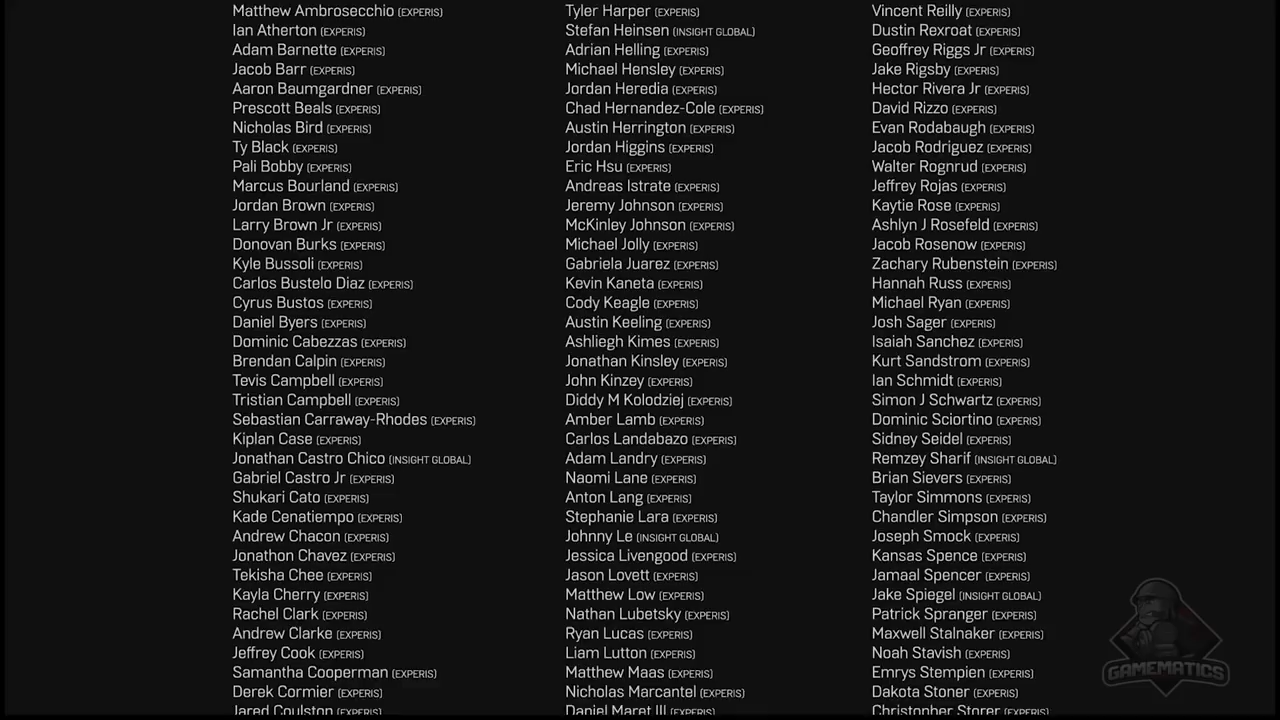 Matthew Ambrosecchio (EXPERIS)
Ian Atherton (EXPERIS)
Adam Barnette (EXPERIS)
Jacob Barr (EXPERIS)
Aaron Baumgardner (EXPERIS)
Prescott Beals (EXPERIS)
Nicholas Bird (EXPERIS)
Ty Black (EXPERIS)
Pali Bobby (EXPERIS)
Marcus Bourland (EXPERIS)
Jordan Brown (EXPERIS)
Larry Brown Jr (EXPERIS)
Donovan Burks (EXPERIS)
Kyle Bussoli (EXPERIS)
Carlos Bustelo Diaz (EXPERIS)
Cyrus Bustos (EXPERIS)
Daniel Byers (EXPERIS)
Dominic Cabezzas (EXPERIS)
Brendan Calpin (EXPERIS)
Tevis Campbell (EXPERIS)
Tristian Campbell (EXPERIS)
Sebastian Carraway-Rhodes (EXPERIS)
Kiplan Case (EXPERIS)
Jonathan Castro Chico (INSIGHT GLOBAL)
Gabriel Castro Jr (EXPERIS)
Shukari Cato (EXPERIS)
Kade Cenatiempo (EXPERIS)
Andrew Chacon (EXPERIS)
Jonathon Chavez (EXPERIS)
Tekisha Chee (EXPERIS)
Kayla Cherry (EXPERIS)
Rachel Clark (EXPERIS)
Andrew Clarke (EXPERIS)
Jeffrey Cook (EXPERIS)
Samantha Cooperman (EXPERIS)
Derek Cormier (EXPERIS)
Jared Coulston (EXPERIS)
Tyler Harper (EXPERIS)
Stefan Heinsen (INSIGHT GLOBAL)
Adrian Helling (EXPERIS)
Michael Hensley (EXPERIS)
Jordan Heredia (EXPERIS)
Chad Hernandez-Cole (EXPERIS)
Austin Herrington (EXPERIS)
Jordan Higgins (EXPERIS)
Eric Hsu (EXPERIS)
Andreas Istrate (EXPERIS)
Jeremy Johnson (EXPERIS)
McKinley Johnson (EXPERIS)
Michael Jolly (EXPERIS)
Gabriela Juarez (EXPERIS)
Kevin Kaneta (EXPERIS)
Cody Keagle (EXPERIS)
Austin Keeling (EXPERIS)
Ashliegh Kimes (EXPERIS)
Jonathan Kinsley (EXPERIS)
John Kinzey (EXPERIS)
Diddy M Kolodziej (EXPERIS)
Amber Lamb (EXPERIS)
Carlos Landabazo (EXPERIS)
Adam Landry (EXPERIS)
Naomi Lane (EXPERIS)
Anton Lang (EXPERIS)
Stephanie Lara (EXPERIS)
Johnny Le (INSIGHT GLOBAL)
Jessica Livengood (EXPERIS)
Jason Lovett (EXPERIS)
Matthew Low (EXPERIS)
Nathan Lubetsky (EXPERIS)
Ryan Lucas (EXPERIS)
Liam Lutton (EXPERIS)
Matthew Maas (EXPERIS)
Nicholas Marcantel (EXPERIS)
Daniel Maret III (EXPERIS)
Vincent Reilly (EXPERIS)
Dustin Rexroat (EXPERIS)
Geoffrey Riggs Jr (EXPERIS)
Jake Rigsby (EXPERIS)
Hector Rivera Jr (EXPERIS)
David Rizzo (EXPERIS)
Evan Rodabaugh (EXPERIS)
Jacob Rodriguez (EXPERIS)
Walter Rognrud (EXPERIS)
Jeffrey Rojas (EXPERIS)
Kaytie Rose (EXPERIS)
Ashlyn J Rosefeld (EXPERIS)
Jacob Rosenow (EXPERIS)
Zachary Rubenstein (EXPERIS)
Hannah Russ (EXPERIS)
Michael Ryan (EXPERIS)
Josh Sager (EXPERIS)
Isaiah Sanchez (EXPERIS)
Kurt Sandstrom (EXPERIS)
Ian Schmidt (EXPERIS)
Simon J Schwartz (EXPERIS)
Dominic Sciortino (EXPERIS)
Sidney Seidel (EXPERIS)
Remzey Sharif (INSIGHT GLOBAL)
Brian Sievers (EXPERIS)
Taylor Simmons (EXPERIS)
Chandler Simpson (EXPERIS)
Joseph Smock (EXPERIS)
Kansas Spence (EXPERIS)
Jamaal Spencer (EXPERIS)
Jake Spiegel (INSIGHT GLOBAL)
Patrick Spranger (EXPERIS)
Maxwell Stalnaker (EXPERIS)
Noah Stavish (EXPERIS)
Emrys Stempien (EXPERIS)
Dakota Stoner (EXPERIS)
Christopher Storer (EXPERIS)
GAMEMATICS